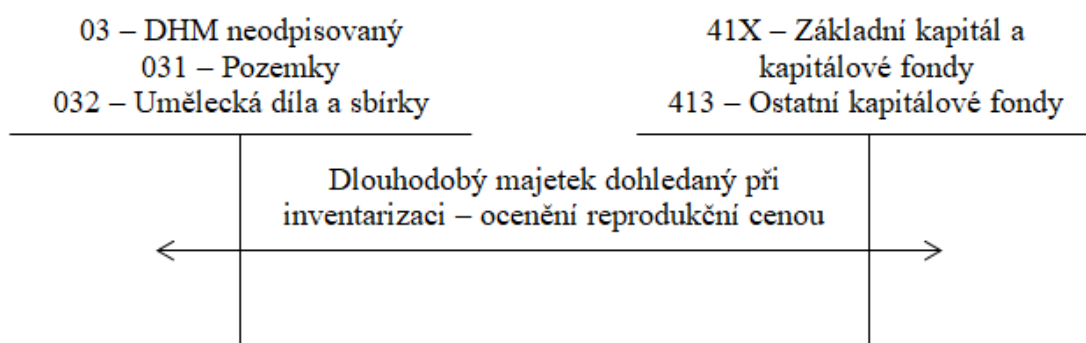 03 – DHM neodpisovaný
031 – Pozemky
032 – Umělecká díla a sbírky
41X – Základní kapitál a
kapitálové fondy
413 – Ostatní kapitálové fondy
Dlouhodobý majetek dohledaný při
inventarizaci – ocenění reprodukční cenou